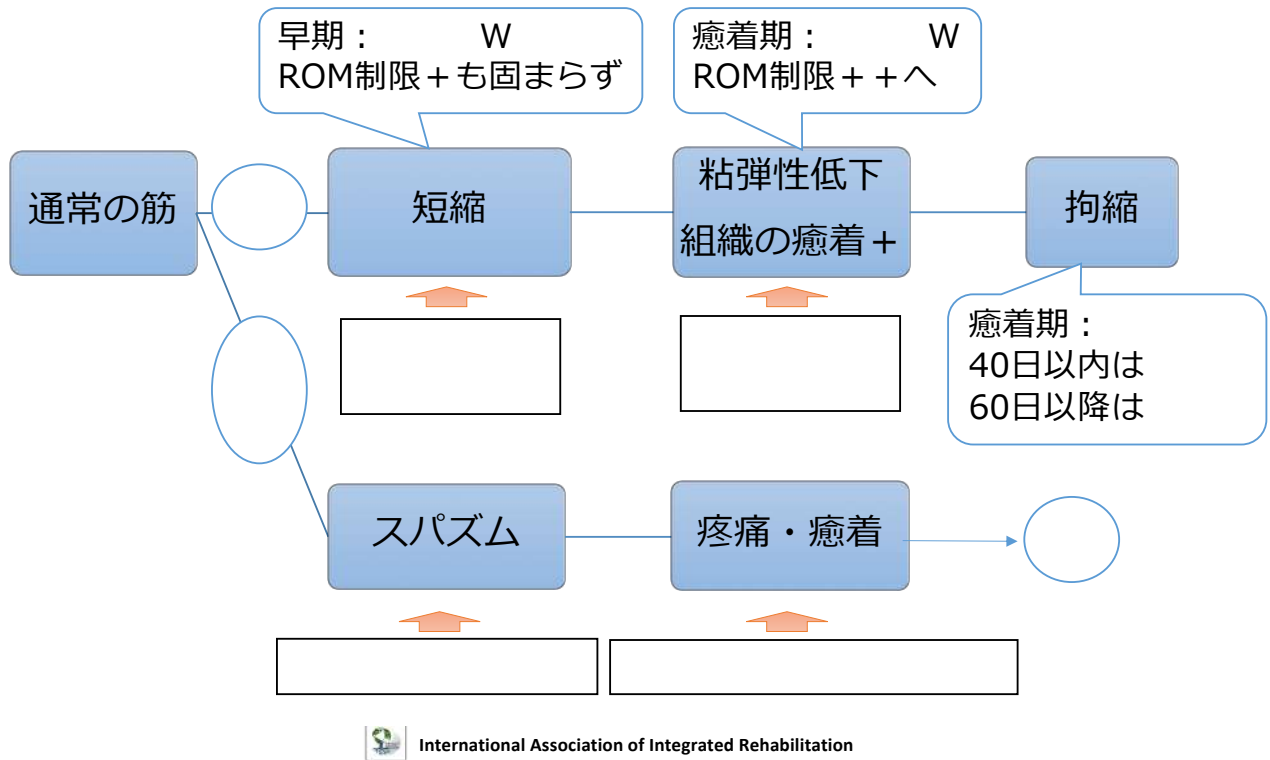 早期： W
ROM制限＋も固まらず
癒着期： W
ROM制限＋＋へ
通常の筋
短縮
粘弾性低下
組織の癒着＋
拘縮
癒着期：
40日以内は
60日以降は
スパズム
疼痛・癒着
International Association of Integrated Rehabilitation